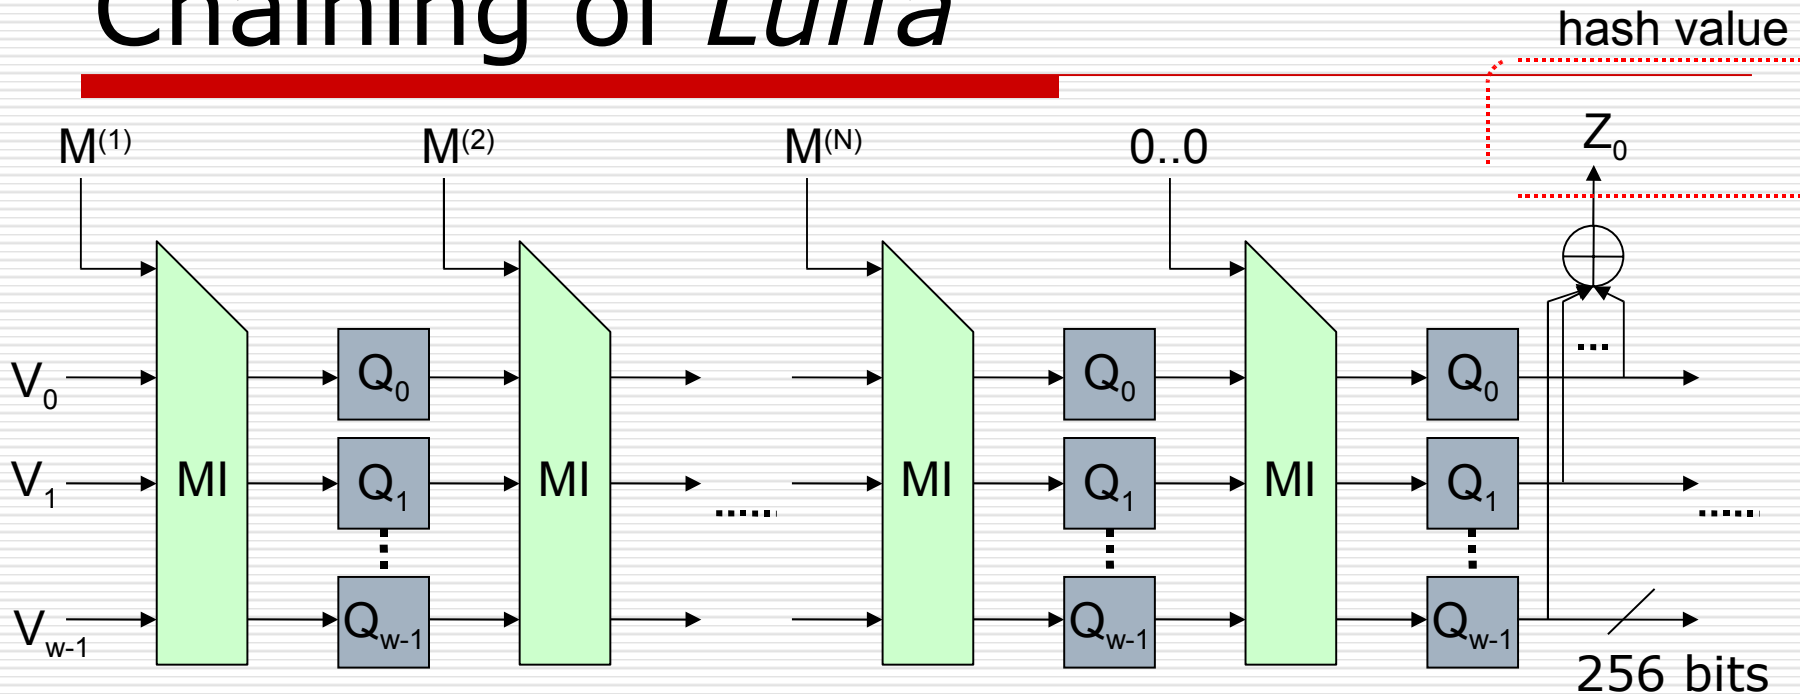 Chaining of Luffa
hash value
M(1) M(2) M(N) 0..0 Z0
V0 Q0 Q0 Q0
V1 MI Q1 MI MI Q1 MI Q1
Vw-1 Qw-1 Qw-1 Qw-1
256 bits